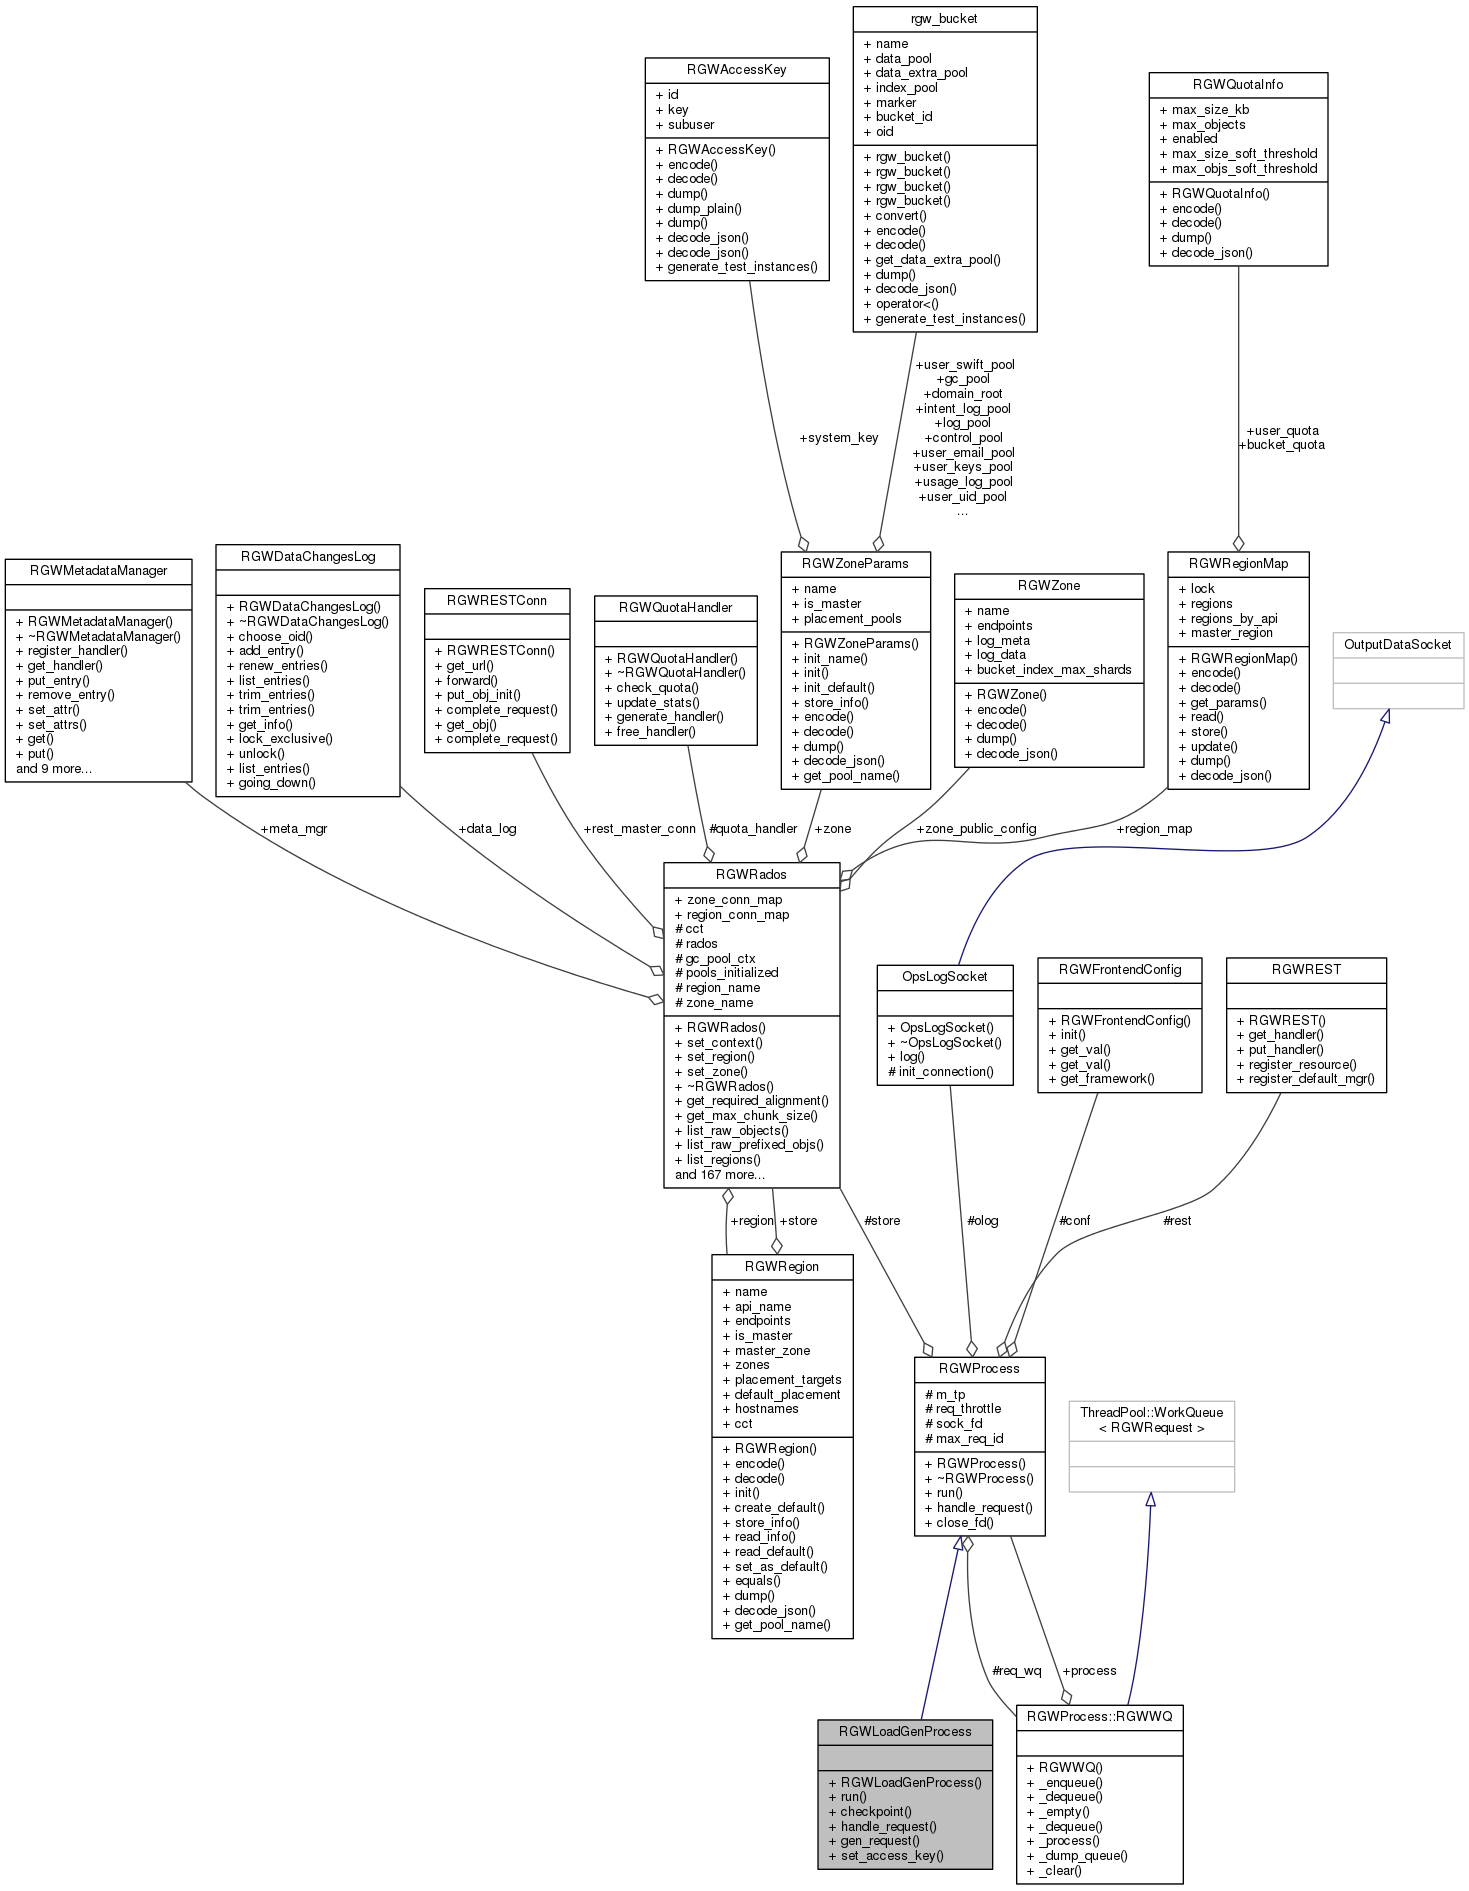 rgw_bucket
+ name
+ data_pool
+ data_extra_pool
+ index_pool
+ marker
+ bucket_id
+ oid
+ rgw_bucket()
+ rgw_bucket()
+ rgw_bucket()
+ rgw_bucket()
+ convert()
+ encode()
+ decode()
+ get_data_extra_pool()
+ dump()
+ decode_json()
+ operator<()
+ generate_test_instances()
RGWAccessKey
+ id
+ key
+ subuser
+ RGWAccessKey()
+ encode()
+ decode()
+ dump()
+ dump_plain()
+ dump()
+ decode_json()
+ decode_json()
+ generate_test_instances()
RGWQuotaInfo
+ max_size_kb
+ max_objects
+ enabled
+ max_size_soft_threshold
+ max_objs_soft_threshold
+ RGWQuotaInfo()
+ encode()
+ decode()
+ dump()
+ decode_json()
+system_key
+user_swift_pool
+gc_pool
+domain_root
+intent_log_pool
+log_pool
+control_pool
+user_email_pool
+user_keys_pool
+usage_log_pool
+user_uid_pool
...
+user_quota
+bucket_quota
RGWMetadataManager
+ RGWMetadataManager()
+ ~RGWMetadataManager()
+ register_handler()
+ get_handler()
+ put_entry()
+ remove_entry()
+ set_attr()
+ set_attrs()
+ get()
+ put()
and 9 more...
RGWDataChangesLog
+ RGWDataChangesLog()
+ ~RGWDataChangesLog()
+ choose_oid()
+ add_entry()
+ renew_entries()
+ list_entries()
+ trim_entries()
+ trim_entries()
+ get_info()
+ lock_exclusive()
+ unlock()
+ list_entries()
+ going_down()
RGWRESTConn
+ RGWRESTConn()
+ get_url()
+ forward()
+ put_obj_init()
+ complete_request()
+ get_obj()
+ complete_request()
RGWQuotaHandler
+ RGWQuotaHandler()
+ ~RGWQuotaHandler()
+ check_quota()
+ update_stats()
+ generate_handler()
+ free_handler()
RGWZoneParams
+ name
+ is_master
+ placement_pools
+ RGWZoneParams()
+ init_name()
+ init()
+ init_default()
+ store_info()
+ encode()
+ decode()
+ dump()
+ decode_json()
+ get_pool_name()
RGWZone
+ name
+ endpoints
+ log_meta
+ log_data
+ bucket_index_max_shards
+ RGWZone()
+ encode()
+ decode()
+ dump()
+ decode_json()
RGWRegionMap
+ lock
+ regions
+ regions_by_api
+ master_region
+ RGWRegionMap()
+ encode()
+ decode()
+ get_params()
+ read()
+ store()
+ update()
+ dump()
+ decode_json()
OutputDataSocket
+meta_mgr
+data_log
+rest_master_conn
#quota_handler
+zone
+zone_public_config
+region_map
RGWRados
+ zone_conn_map
+ region_conn_map
# cct
# rados
# gc_pool_ctx
# pools_initialized
# region_name
# zone_name
+ RGWRados()
+ set_context()
+ set_region()
+ set_zone()
+ ~RGWRados()
+ get_required_alignment()
+ get_max_chunk_size()
+ list_raw_objects()
+ list_raw_prefixed_objs()
+ list_regions()
and 167 more...
OpsLogSocket
+ OpsLogSocket()
+ ~OpsLogSocket()
+ log()
# init_connection()
RGWFrontendConfig
+ RGWFrontendConfig()
+ init()
+ get_val()
+ get_val()
+ get_framework()
RGWREST
+ RGWREST()
+ get_handler()
+ put_handler()
+ register_resource()
+ register_default_mgr()
+region
+store
#store
#olog
#conf
#rest
RGWRegion
+ name
+ api_name
+ endpoints
+ is_master
+ master_zone
+ zones
+ placement_targets
+ default_placement
+ hostnames
+ cct
+ RGWRegion()
+ encode()
+ decode()
+ init()
+ create_default()
+ store_info()
+ read_info()
+ read_default()
+ set_as_default()
+ equals()
+ dump()
+ decode_json()
+ get_pool_name()
RGWProcess
# m_tp
# req_throttle
# sock_fd
# max_req_id
+ RGWProcess()
+ ~RGWProcess()
+ run()
+ handle_request()
+ close_fd()
ThreadPool::WorkQueue
< RGWRequest >
#req_wq
+process
RGWLoadGenProcess
+ RGWLoadGenProcess()
+ run()
+ checkpoint()
+ handle_request()
+ gen_request()
+ set_access_key()
RGWProcess::RGWWQ
+ RGWWQ()
+ _enqueue()
+ _dequeue()
+ _empty()
+ _dequeue()
+ _process()
+ _dump_queue()
+ _clear()